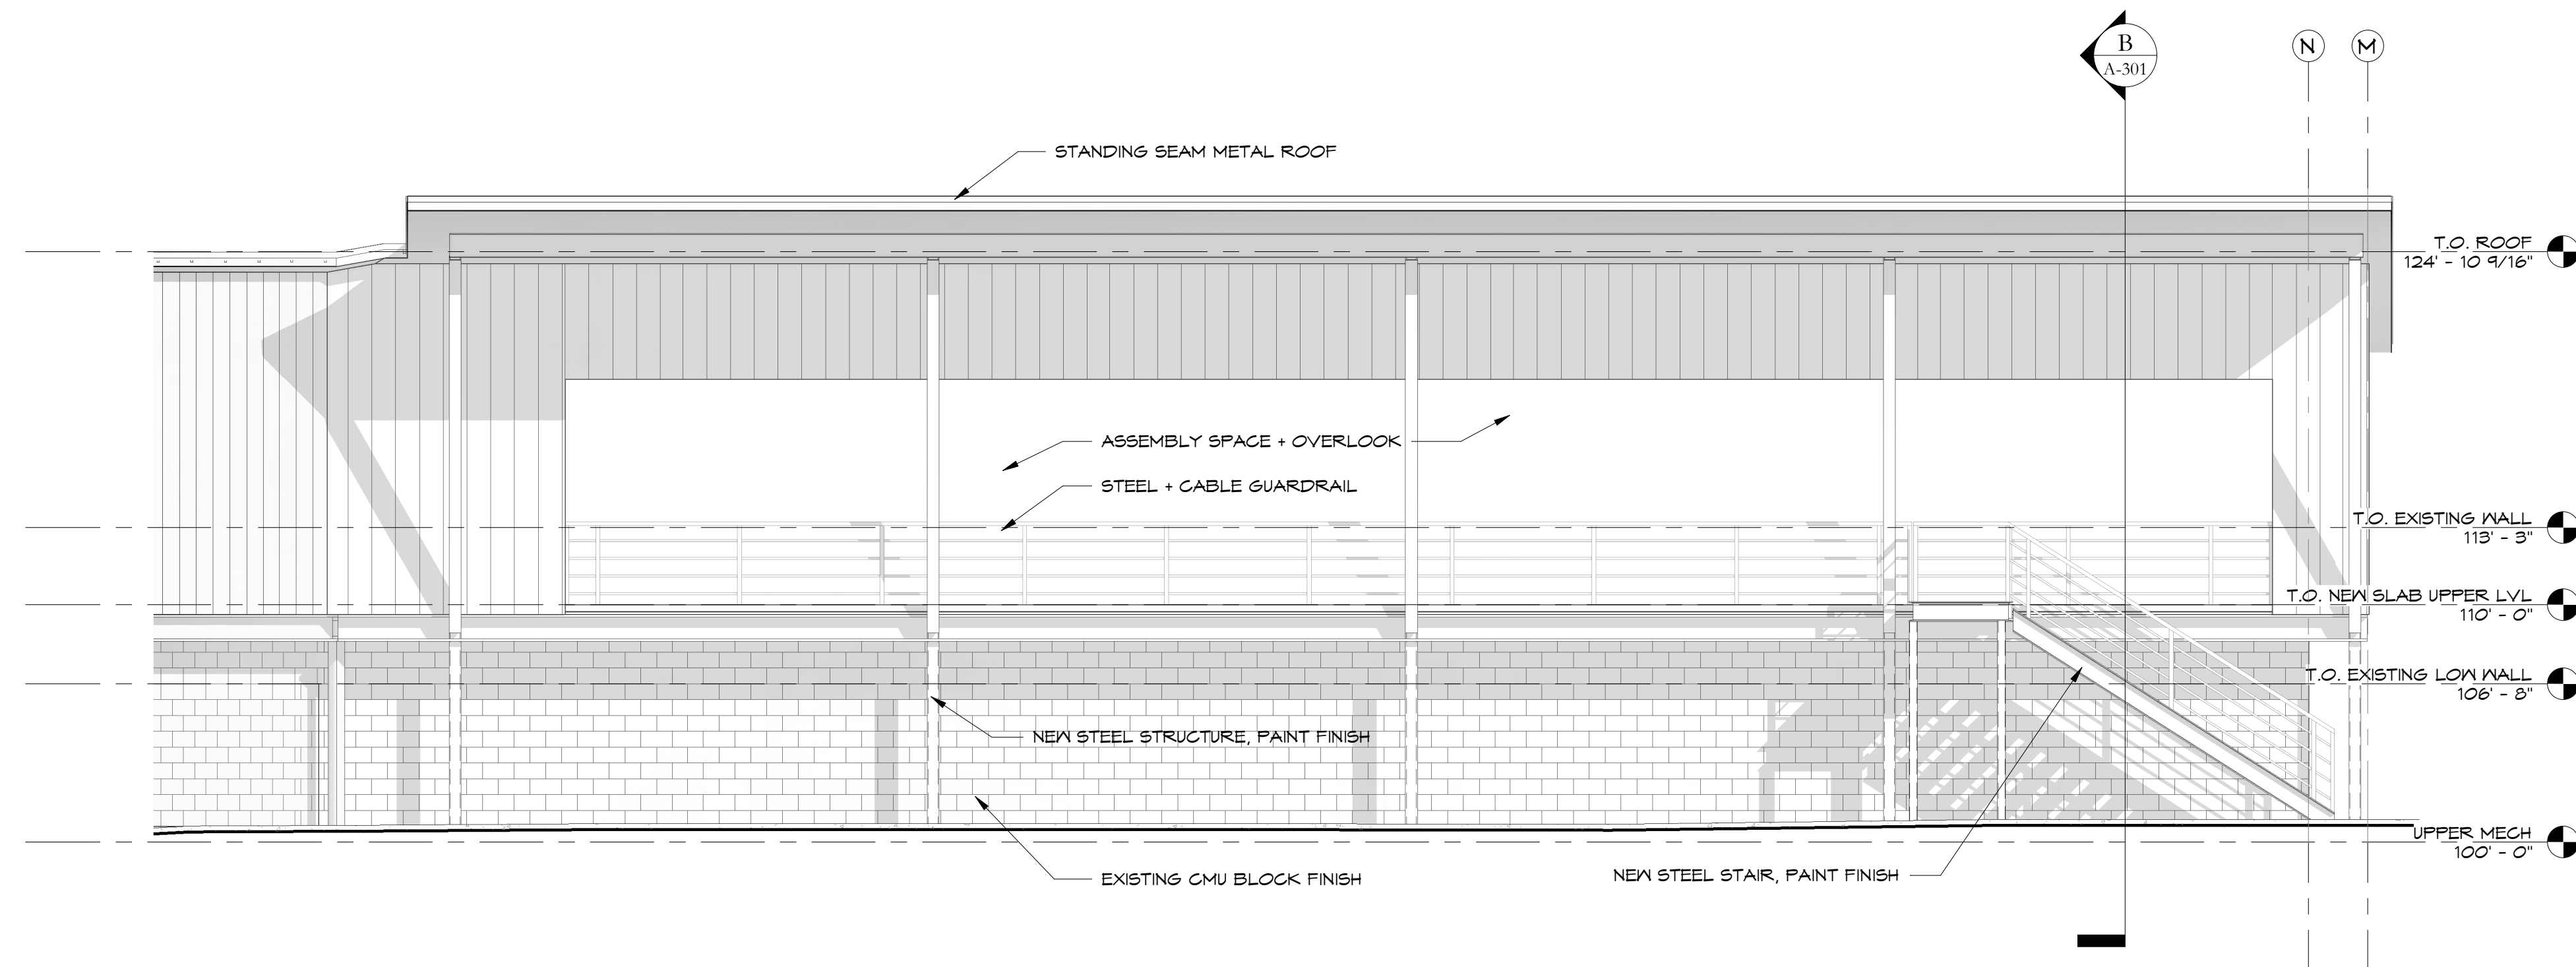 B
A-301
N
M
STANDING SEAM METAL ROOF
T.O. ROOF
124' - 10 9/16"
ASSEMBLY SPACE + OVERLOOK
STEEL + CABLE GUARDRAIL
T.O. EXISTING WALL
113' - 3"
T.O. NEW SLAB UPPER LVL
110' - 0"
T.O. EXISTING LOW WALL
106' - 8"
NEW STEEL STRUCTURE, PAINT FINISH
UPPER MECH
100' - 0"
EXISTING CMU BLOCK FINISH
NEW STEEL STAIR, PAINT FINISH